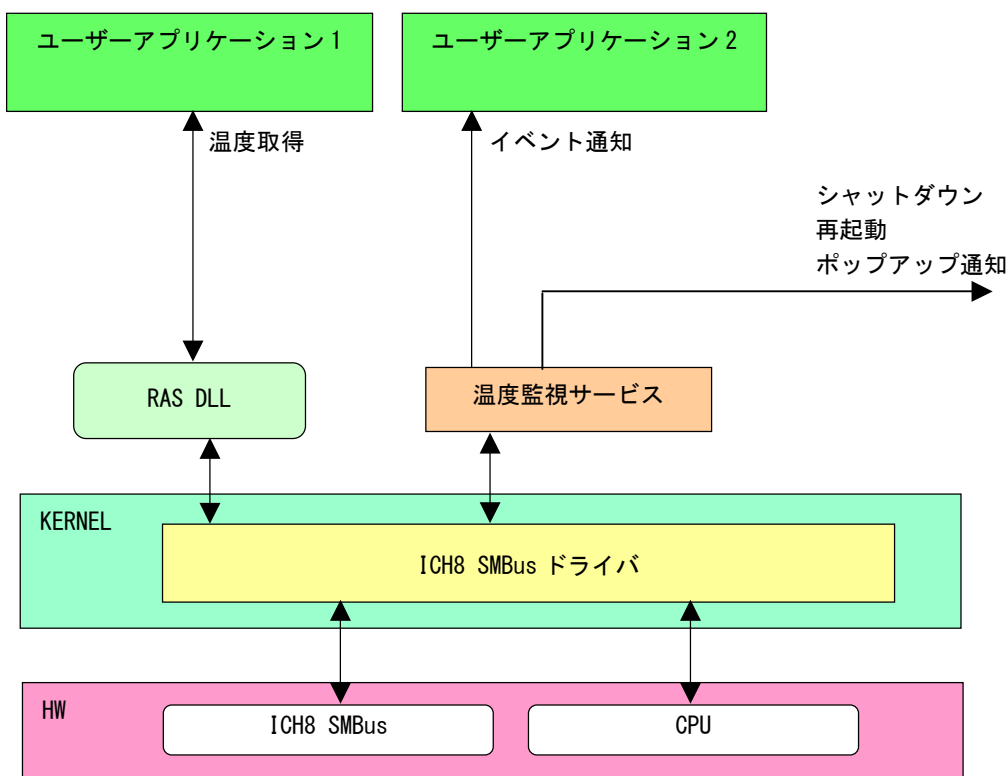 ユーザーアプリケーション1
ユーザーアプリケーション2
温度取得
イベント通知
シャットダウン
再起動
ポップアップ通知
RAS DLL
温度監視サービス
KERNEL
ICH8 SMBus ドライバ
HW
ICH8 SMBus
CPU